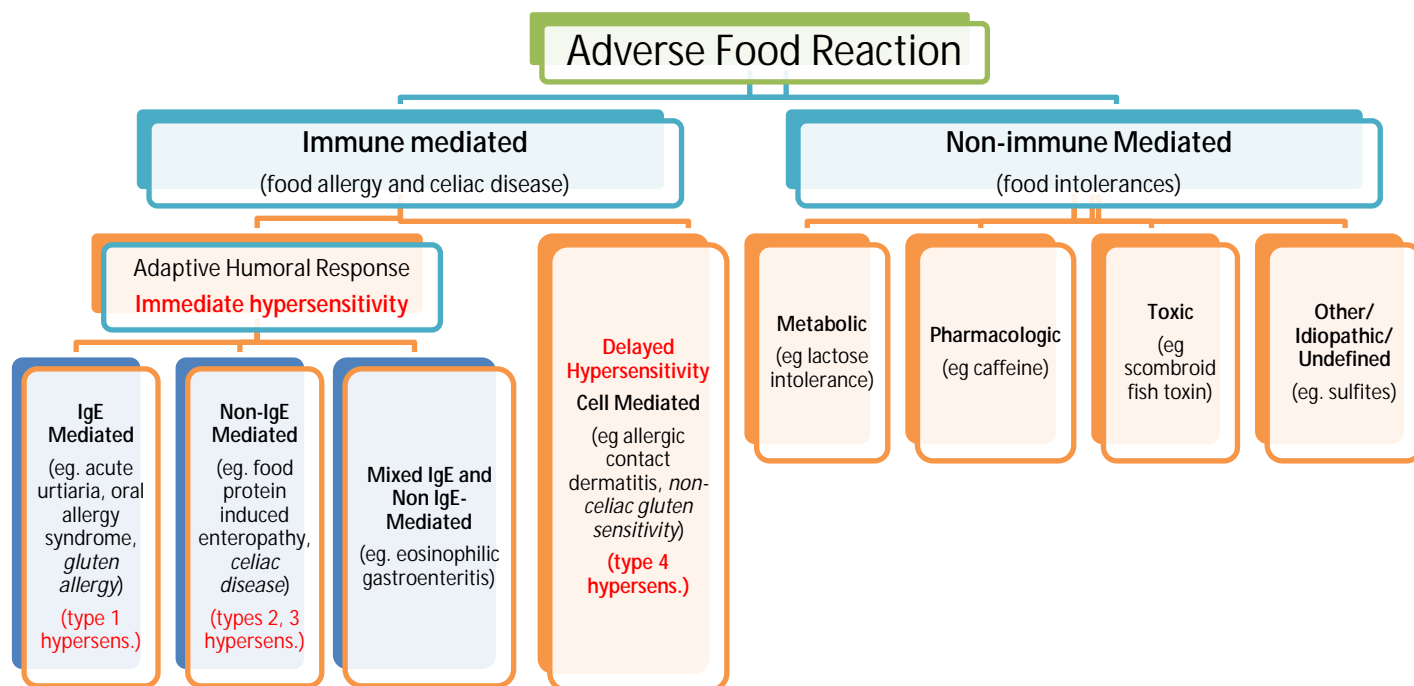 Adverse Food Reaction
Immune mediated
(food allergy and celiac disease)
Non-immune Mediated
(food intolerances)
Adaptive Humoral Response
Immediate hypersensitivity
IgE
Mediated
(eg. acute
urtiaria, oral
allergy
syndrome,
gluten
allergy)
(type 1
hypersens.)
Non-IgE
Mediated
(eg. food
protein
induced
enteropathy,
celiac
disease)
(types 2, 3
hypersens.)
Mixed IgE and
Non IgE-
Mediated
(eg. eosinophilic
gastroenteritis)
Delayed
Hypersensitivity
Cell Mediated
(eg allergic
contact
dermatitis, non-
celiac gluten
sensitivity)
(type 4
hypersens.)
Metabolic
(eg lactose
intolerance)
Pharmacologic
(eg caffeine)
Toxic
(eg
scombroid
fish toxin)
Other/
Idiopathic/
Undefined
(eg. sulfites)